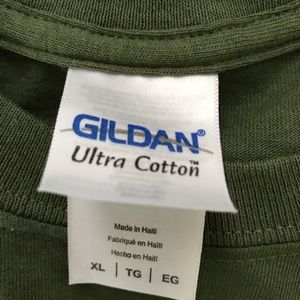 GILDAN®
Ultra Cotton™
Made in Haiti
Fabriqué en Haïti
Hecho en Haití
XL | TG | EG